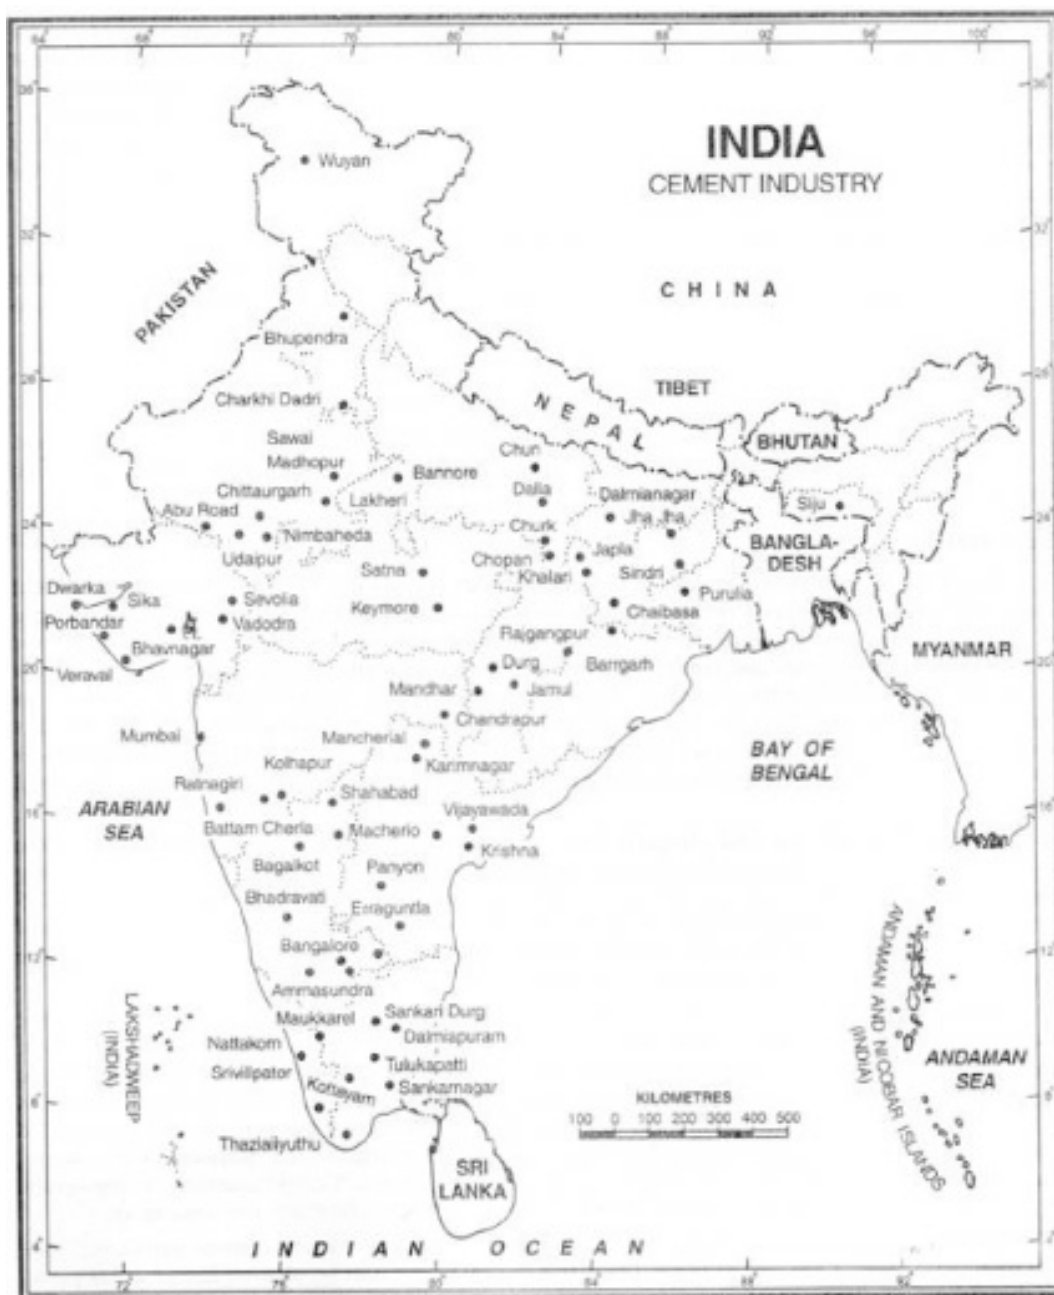 INDIA
CEMENT INDUSTRY
Wuyan
CHINA
PAKISTAN
Bhupendra
TIBET
NEPAL
BHUTAN
Charkhi Dadri
Sawai
Madhopur
Bannore
Chittaurgarh
Lakheri
Abu Road
Nimbaheda
Udaipur
Chun
Dalla
Dalmianagar
Jha Jha
Churk
Chopan
Japla
Khalari
Sindri
Siju
BANGLA-
DESH
Satna
Keymore
Purulia
Chaibasa
Dwarka
Sika
Sevolia
Porbandar
Vadodra
Bhavnagar
Veraval
Rajgangpur
Barrgarh
Durg
Mandhar
Jamul
Chandrapur
MYANMAR
Mumbai
Mancherial
Karimnagar
Kolhapur
Ratnagiri
Shahabad
Vijayawada
BAY OF
BENGAL
ARABIAN
SEA
Battam Cherla
Macherio
Krishna
Bagalkot
Panyon
Bhadravati
Erraguntla
Bangalore
Ammasundra
Maukkarel
Sankari Durg
Dalmiapuram
Nattakom
Tulukapatti
Srivillpator
Kottayam
Sankarnagar
Thazialiyuthu
LAKSHADWEEP
(INDIA)
ANDAMAN AND NICOBAR ISLANDS
(INDIA)
ANDAMAN
SEA
KILOMETRES
100 0 100 200 300 400 500
SRI
LANKA
INDIAN OCEAN